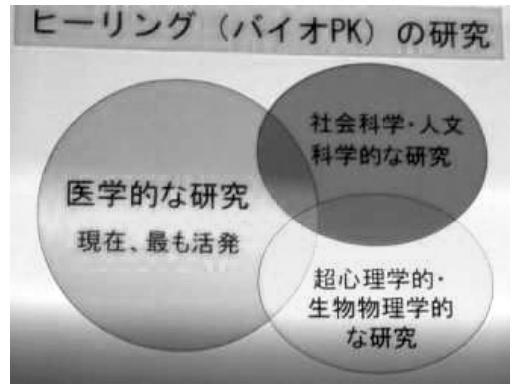 ヒーリング（バイオPK）の研究
社会科学・人文
科学的な研究
医学的な研究
現在、最も活発
超心理学的・
生物物理学的
な研究